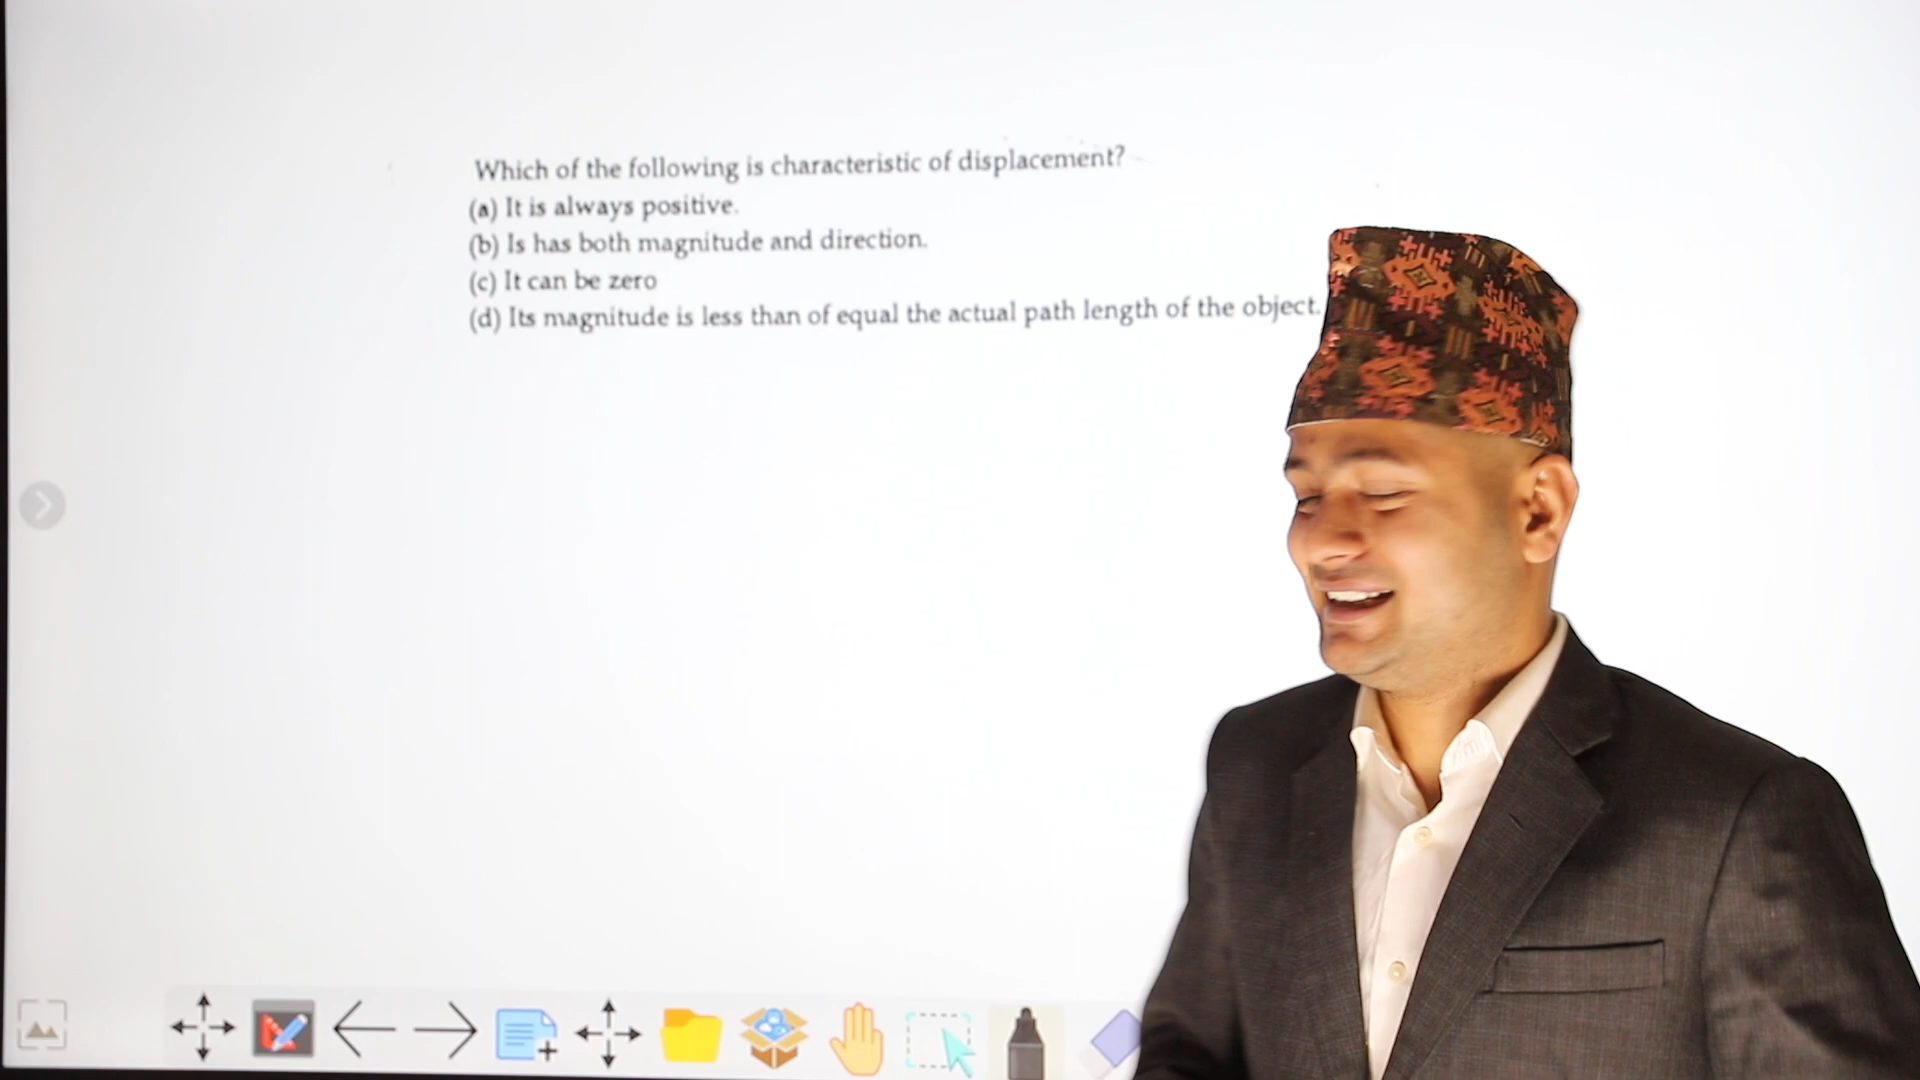 Which of the following is characteristic of displacement?
(a) It is always positive.
(b) Is has both magnitude and direction.
(c) It can be zero
(d) Its magnitude is less than of equal the actual path length of the object.